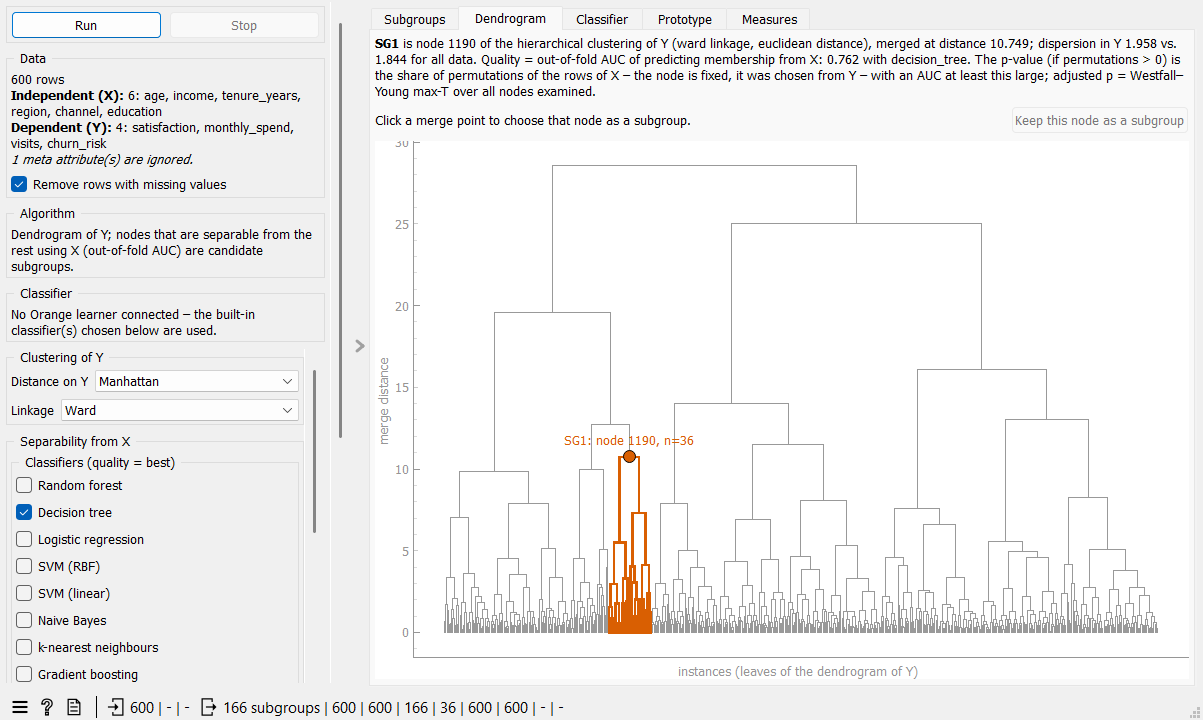 Run
Stop
Data
600 rows
Independent (X): 6: age, income, tenure_years,
region, channel, education
Dependent (Y): 4: satisfaction, monthly_spend,
visits, churn_risk
1 meta attribute(s) are ignored.
Remove rows with missing values
Algorithm
Dendrogram of Y; nodes that are separable from the
rest using X (out-of-fold AUC) are candidate
subgroups.
Classifier
No Orange learner connected – the built-in
classifier(s) chosen below are used.
Clustering of Y
Distance on Y Manhattan
Linkage Ward
Separability from X
Classifiers (quality = best)
Random forest
Decision tree
Logistic regression
SVM (RBF)
SVM (linear)
Naive Bayes
k-nearest neighbours
Gradient boosting
Subgroups Dendrogram Classifier Prototype Measures
SG1 is node 1190 of the hierarchical clustering of Y (ward linkage, euclidean distance), merged at distance 10.749; dispersion in Y 1.958 vs.
1.844 for all data. Quality = out-of-fold AUC of predicting membership from X: 0.762 with decision_tree. The p-value (if permutations > 0) is
the share of permutations of the rows of X – the node is fixed, it was chosen from Y – with an AUC at least this large; adjusted p = Westfall–
Young max-T over all nodes examined.
Click a merge point to choose that node as a subgroup.
Keep this node as a subgroup
30
25
20
15
10
5
0
merge distance
SG1: node 1190, n=36
instances (leaves of the dendrogram of Y)
600 | - | -
166 subgroups | 600 | 600 | 166 | 36 | 600 | 600 | - | -